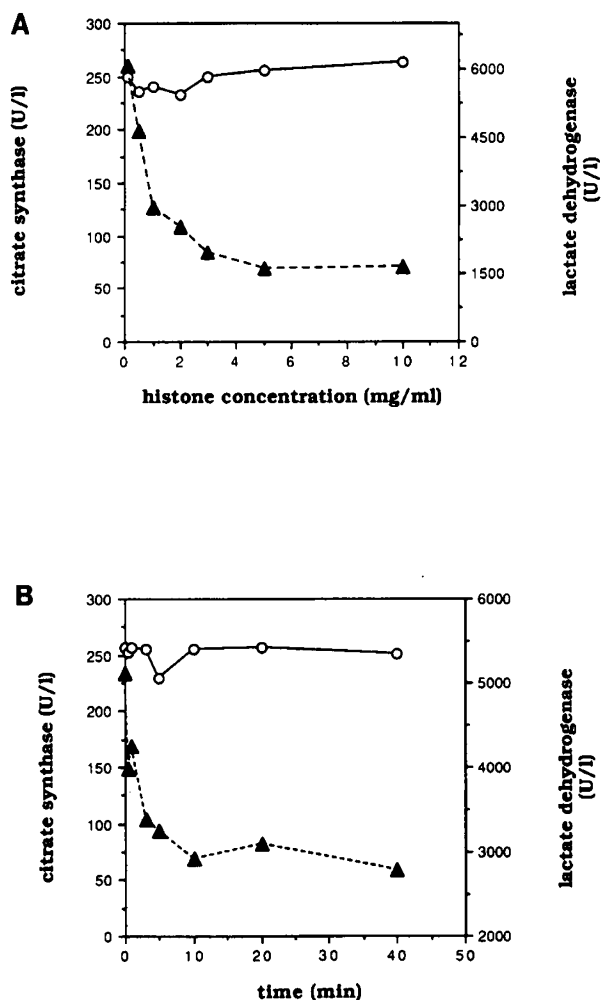 A
300
250
200
150
100
50
0
citrate synthase (U/l)
6000
4500
3000
1500
0
lactate dehydrogenase
(U/l)
0 2 4 6 8 10 12
histone concentration (mg/ml)
B
300
250
200
150
100
50
0
citrate synthase (U/l)
6000
5000
4000
3000
2000
lactate dehydrogenase
(U/l)
0 10 20 30 40 50
time (min)